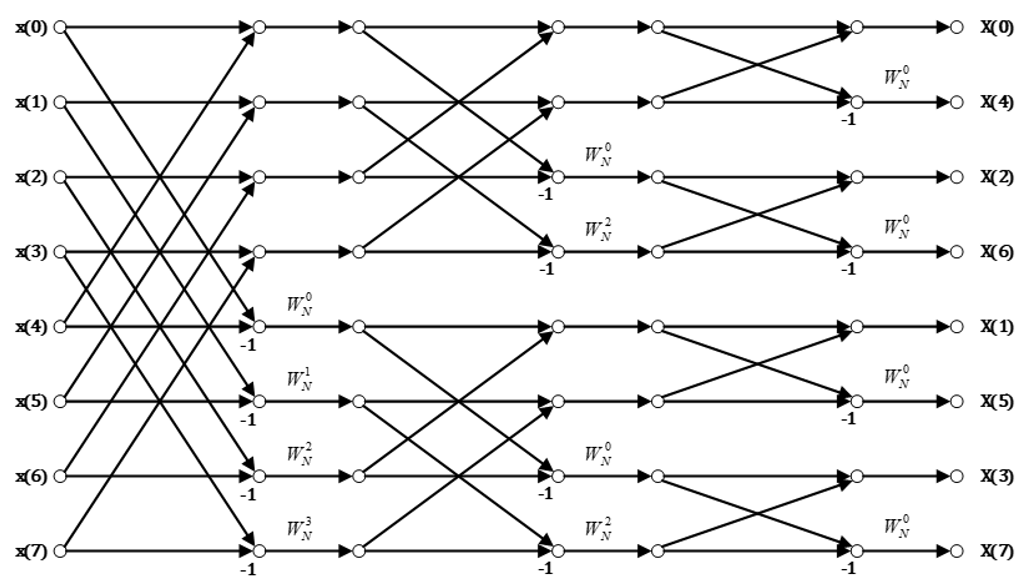 x(0) X(0)
W_N^0
x(1) -1 X(4)
W_N^0
x(2) -1 X(2)
W_N^2 W_N^0
x(3) -1 -1 X(6)
W_N^0
x(4) -1 X(1)
W_N^1 W_N^0
x(5) -1 -1 X(5)
W_N^2 W_N^0
x(6) -1 -1 X(3)
W_N^3 W_N^2 W_N^0
x(7) -1 -1 -1 X(7)